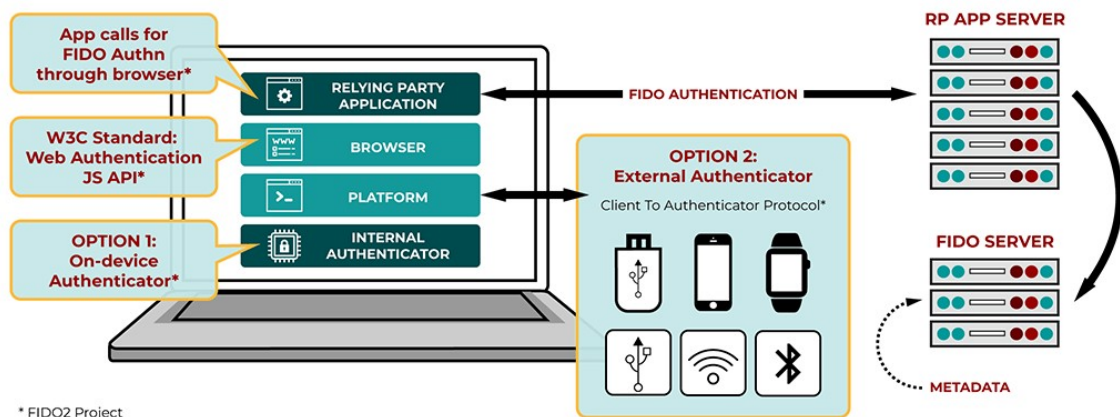 App calls for
FIDO Authn
through browser*
W3C Standard:
Web Authentication
JS API*
OPTION 1:
On-device
Authenticator*
RELYING PARTY
APPLICATION
WWW
BROWSER
PLATFORM
INTERNAL
AUTHENTICATOR
FIDO AUTHENTICATION
OPTION 2:
External Authenticator
Client To Authenticator Protocol*
RP APP SERVER
FIDO SERVER
METADATA
* FIDO2 Project